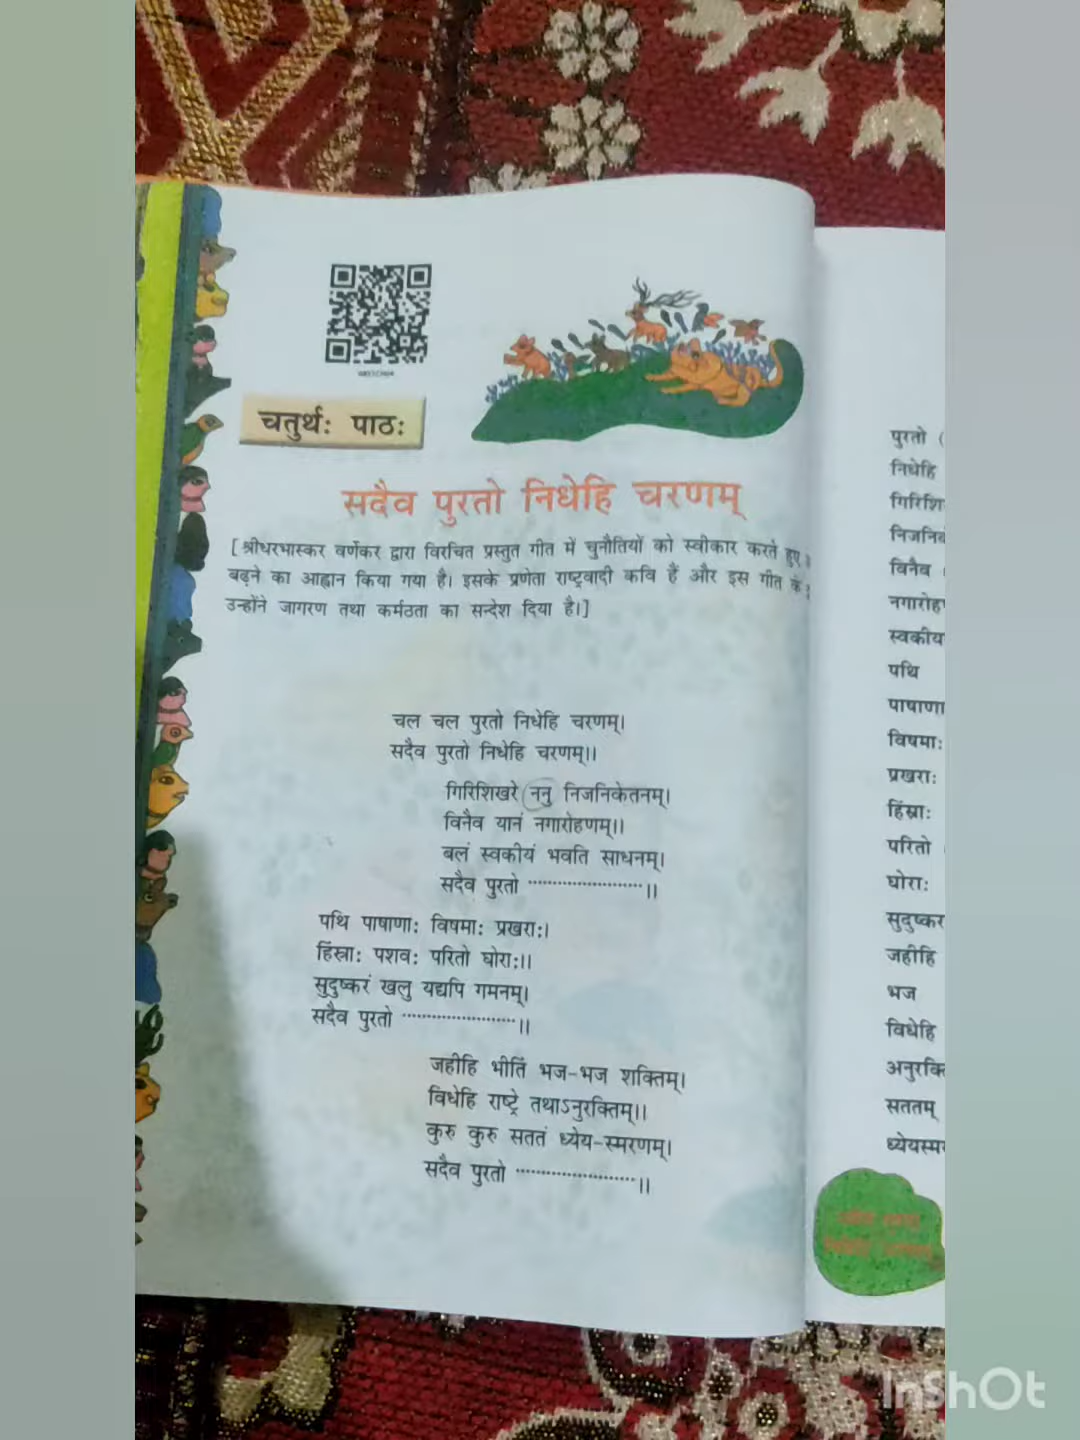 चतुर्थः पाठः
सदैव पुरतो निधेहि चरणम्
[श्रीधरभास्कर वर्णेकर द्वारा विरचित प्रस्तुत गीत में चुनौतियों को स्वीकार करते हुए
बढ़ने का आह्वान किया गया है। इसके प्रणेता राष्ट्रवादी कवि हैं और इस गीत के
उन्होंने जागरण तथा कर्मठता का सन्देश दिया है।]
चल चल पुरतो निधेहि चरणम्।
सदैव पुरतो निधेहि चरणम्।।
गिरिशिखरे ननु निजनिकेतनम्।
विनैव यानं नगारोहणम्।।
बलं स्वकीयं भवति साधनम्।
सदैव पुरतो ........................।।
पथि पाषाणाः विषमाः प्रखराः।
हिंस्राः पशवः परितो घोराः।।
सुदुष्करं खलु यद्यपि गमनम्।
सदैव पुरतो ........................।।
जहीहि भीतिं भज-भज शक्तिम्।
विधेहि राष्ट्रे तथाऽनुरक्तिम्।।
कुरु कुरु सततं ध्येय-स्मरणम्।
सदैव पुरतो ........................।।
पुरतो (
निधेहि
गिरिशि
निजनिके
विनैव
नगारोह
स्वकीय
पथि
पाषाणा
विषमाः
प्रखराः
हिंस्राः
परितो
घोराः
सुदुष्कर
जहीहि
भज
विधेहि
अनुरक्ति
सततम्
ध्येयस्म
InShOt